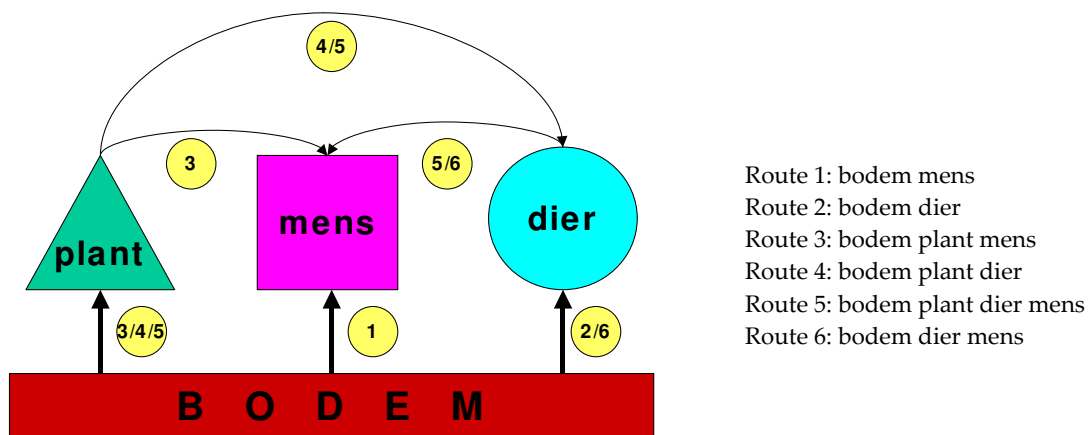 4/5
3
5/6
plant
mens
dier
3/4/5
1
2/6
B O D E M
Route 1: bodem mens
Route 2: bodem dier
Route 3: bodem plant mens
Route 4: bodem plant dier
Route 5: bodem plant dier mens
Route 6: bodem dier mens